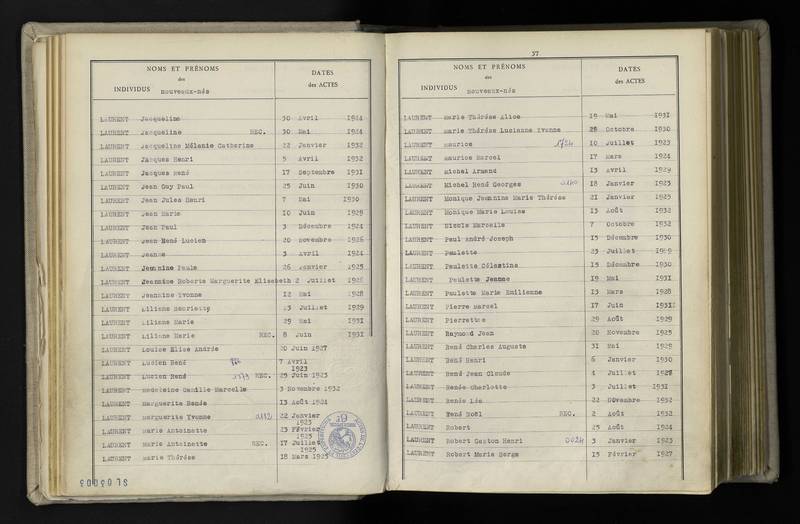 NOMS ET PRÉNOMS
des
INDIVIDUS nouveaux-nés
DATES
des ACTES
LAURENT Jacqueline 30 Avril 1924
LAURENT Jacqueline REC. 30 Mai 1924
LAURENT Jacqueline Mélanie Catherine 22 Janvier 1932
LAURENT Jacques Henri 5 Avril 1932
LAURENT Jacques René 17 Septembre 1931
LAURENT Jean Guy Paul 25 Juin 1930
LAURENT Jean Jules Henri 7 Mai 1930
LAURENT Jean Marie 10 Juin 1929
LAURENT Jean Paul 3 Décembre 1924
LAURENT Jean René Lucien 20 Novembre 1926
LAURENT Jeanne 3 Avril 1924
LAURENT Jeannine Paule 26 Janvier 1925
LAURENT Jeannine Roberte Marguerite Elisabeth 2 Juillet
LAURENT Jeannine Yvonne 12 Mai 1928
LAURENT Liliane Henriette Juillet 1929
LAURENT Liliane Marie 29 Mai 1931
LAURENT Liliane Marie REC. 8 Juin 1931
LAURENT Louise Elise Andrée 20 Juin 1927
LAURENT Lucien René 7 Avril 1923
LAURENT Lucien René REC. 25 Juin 1923
LAURENT Madeleine Camille Marcelle 3 Novembre 1932
LAURENT Marguerite Renée 13 Août 1924
LAURENT Marguerite Yvonne 22 Janvier 1923
LAURENT Marie Antoinette 23 Février 1925
LAURENT Marie Antoinette REC. 17 Juillet 1925
LAURENT Marie Thérèse 18 Mars 1925
37
NOMS ET PRÉNOMS
des
INDIVIDUS nouveaux-nés
DATES
des ACTES
LAURENT Marie Thérèse Alice 19 Mai 1931
LAURENT Marie Thérèse Lucienne Yvonne 28 Octobre 1930
LAURENT Maurice 1724 10 Juillet 1923
LAURENT Maurice Marcel 17 Mars 1924
LAURENT Michel Armand 13 Avril 1929
LAURENT Michel René Georges 18 Janvier 1923
LAURENT Monique Jeannine Marie Thérèse 21 Janvier 1925
LAURENT Monique Marie Louise 13 Août 1932
LAURENT Nicole Marcelle 7 Octobre 1932
LAURENT Paul André Joseph 15 Décembre 1930
LAURENT Paulette 23 Juillet
LAURENT Paulette Célestine 15 Décembre 1930
LAURENT Paulette Jeanne 19 Mai 1931
LAURENT Paulette Marie Emilienne 13 Mars 1928
LAURENT Pierre Marcel 17 Juin 1931
LAURENT Pierrette 29 Août 1929
LAURENT Raymond Jean 20 Novembre 1925
LAURENT René Charles Auguste 31 Mai 1929
LAURENT René Henri 6 Janvier 1930
LAURENT René Jean Claude 4 Juillet
LAURENT Renée Charlotte 3 Juillet 1931
LAURENT Renée Léa 22 Décembre 1932
LAURENT René Noël REC. 2 Août 1932
LAURENT Robert 25 Août 1924
LAURENT Robert Gaston Henri 0024 3 Janvier 1923
LAURENT Robert Marie Serge 15 Février 1927